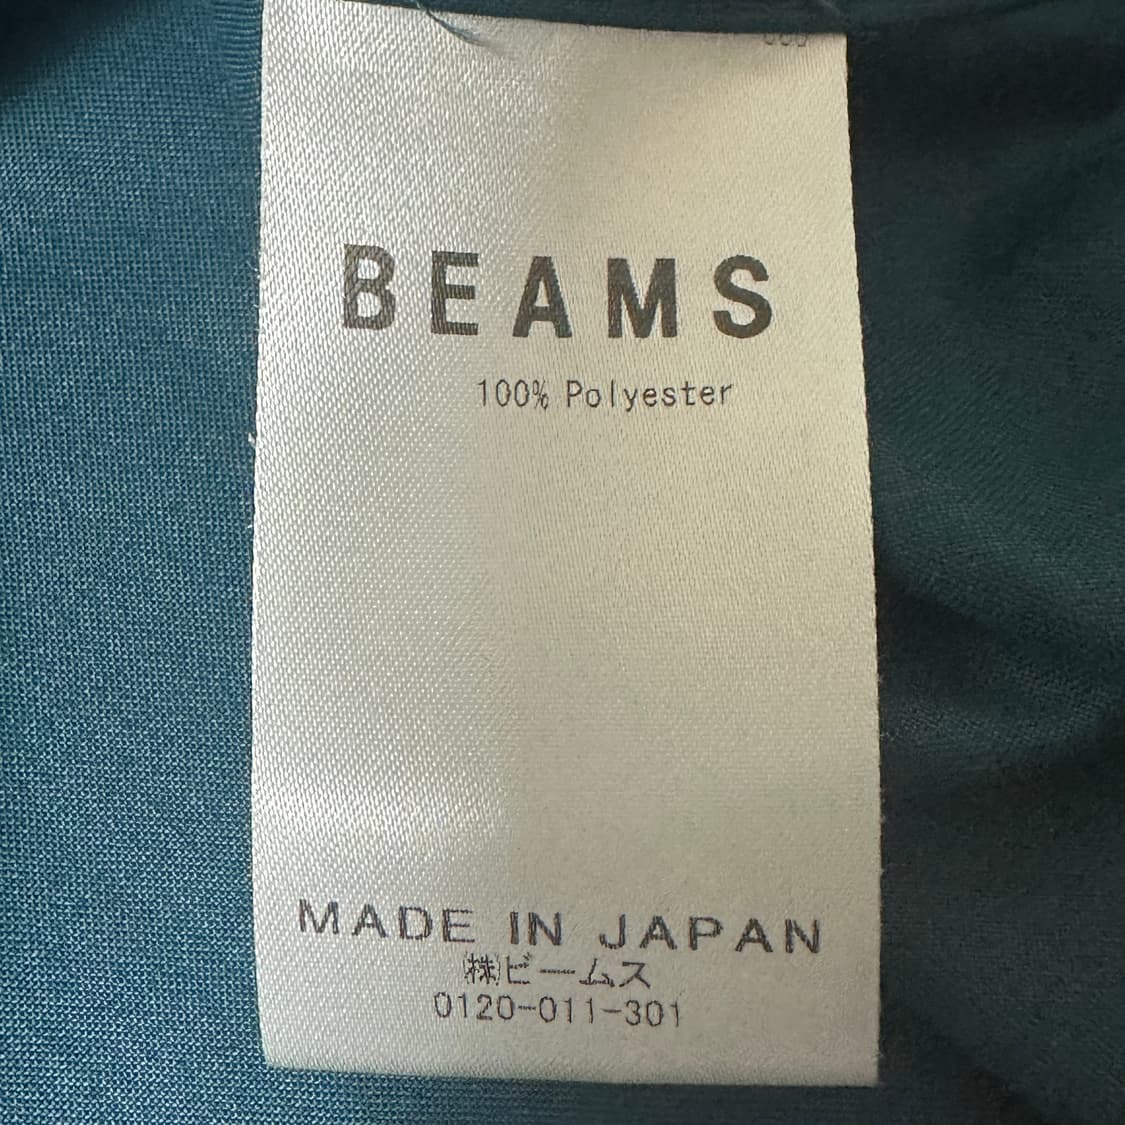 BEAMS
100% Polyester
MADE IN JAPAN
㈱ビームス
0120-011-301